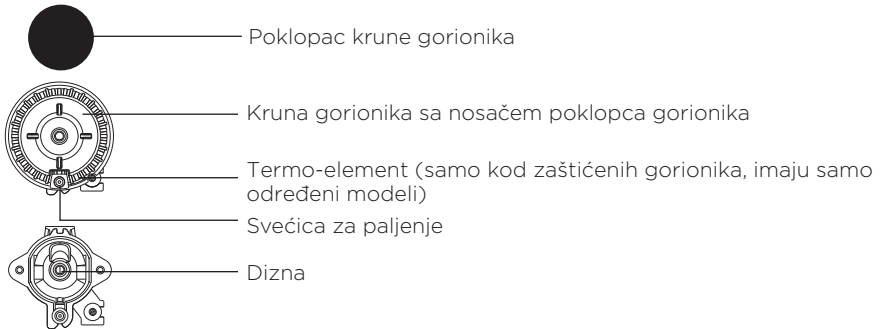 Poklopac krune gorionika
Kruna gorionika sa nosačem poklopca gorionika
Termo-element (samo kod zaštićenih gorionika, imaju samo
određeni modeli)
Svećica za paljenje
Dizna